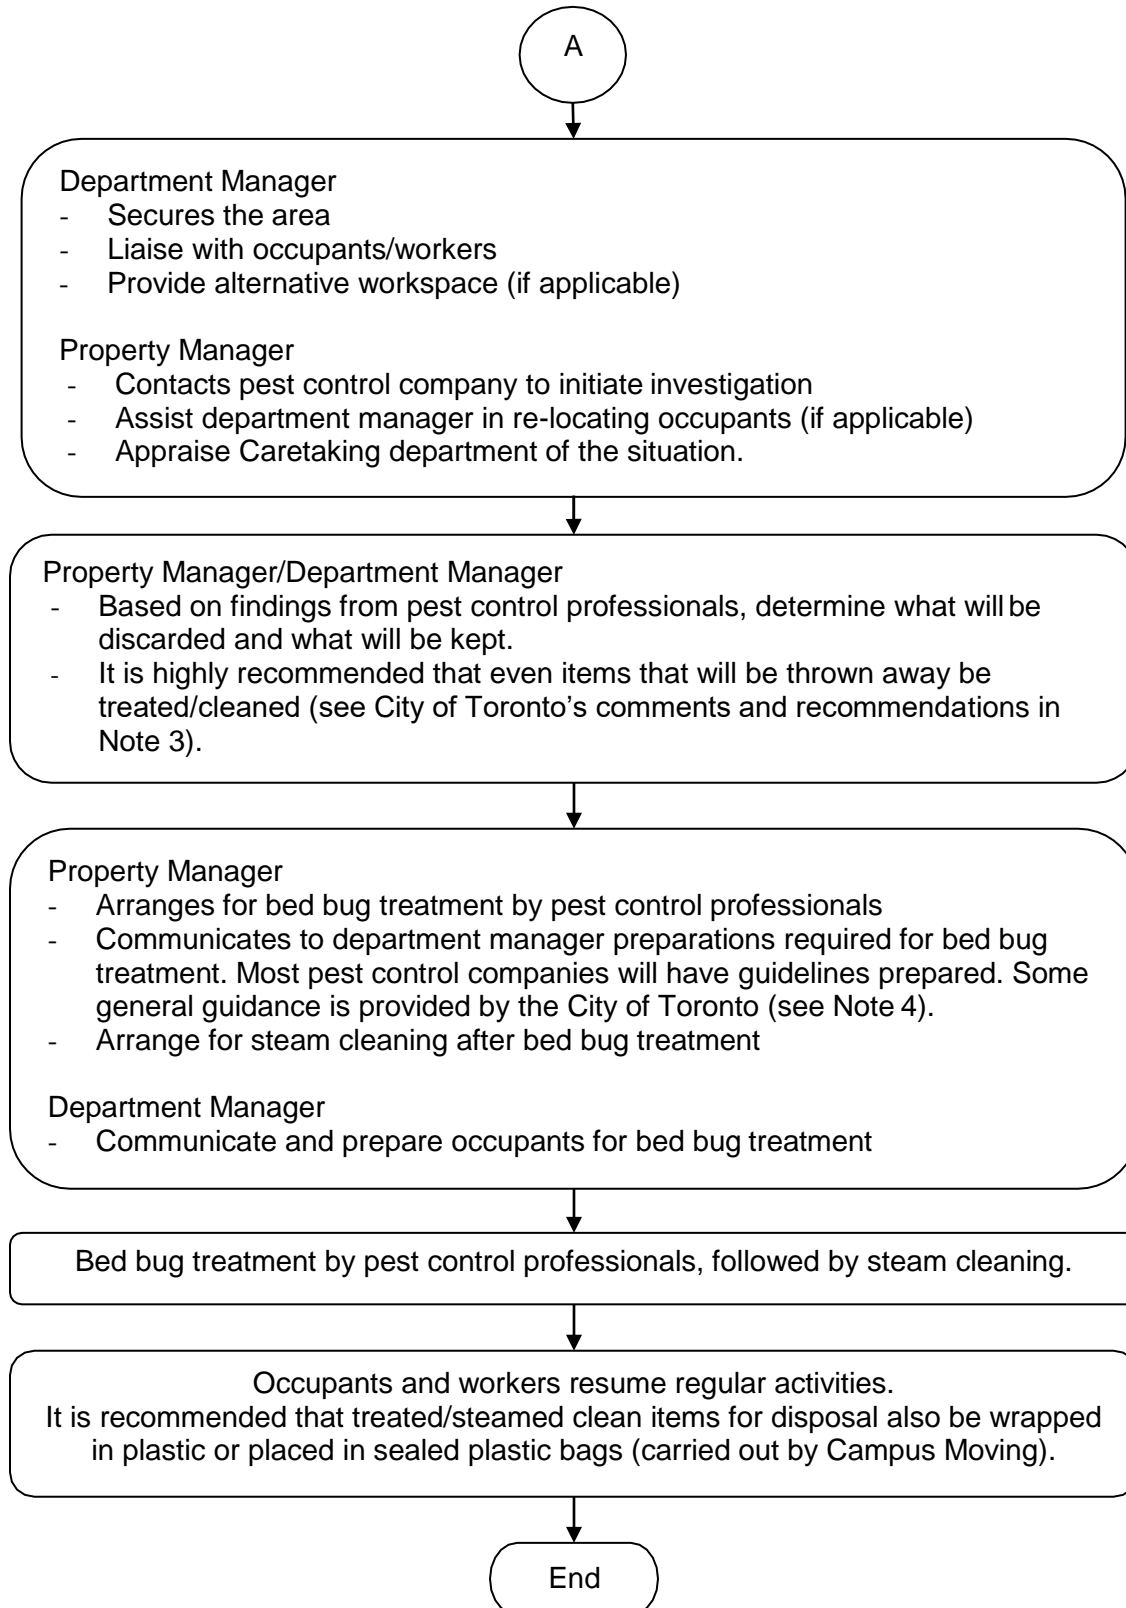 A
Department Manager
- Secures the area
- Liaise with occupants/workers
- Provide alternative workspace (if applicable)
Property Manager
- Contacts pest control company to initiate investigation
- Assist department manager in re-locating occupants (if applicable)
- Appraise Caretaking department of the situation.
Property Manager/Department Manager
- Based on findings from pest control professionals, determine what will be
discarded and what will be kept.
- It is highly recommended that even items that will be thrown away be
treated/cleaned (see City of Toronto's comments and recommendations in
Note 3).
Property Manager
- Arranges for bed bug treatment by pest control professionals
- Communicates to department manager preparations required for bed bug
treatment. Most pest control companies will have guidelines prepared. Some
general guidance is provided by the City of Toronto (see Note 4).
- Arrange for steam cleaning after bed bug treatment
Department Manager
- Communicate and prepare occupants for bed bug treatment
Bed bug treatment by pest control professionals, followed by steam cleaning.
Occupants and workers resume regular activities.
It is recommended that treated/steamed clean items for disposal also be wrapped
in plastic or placed in sealed plastic bags (carried out by Campus Moving).
End